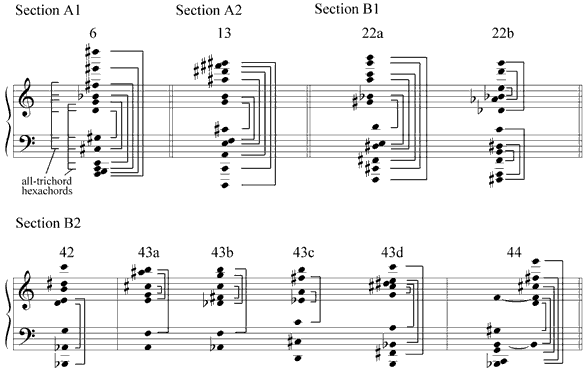 Section A1 Section A2 Section B1
6 13 22a 22b
all-trichord
hexachords
Section B2
42 43a 43b 43c 43d 44